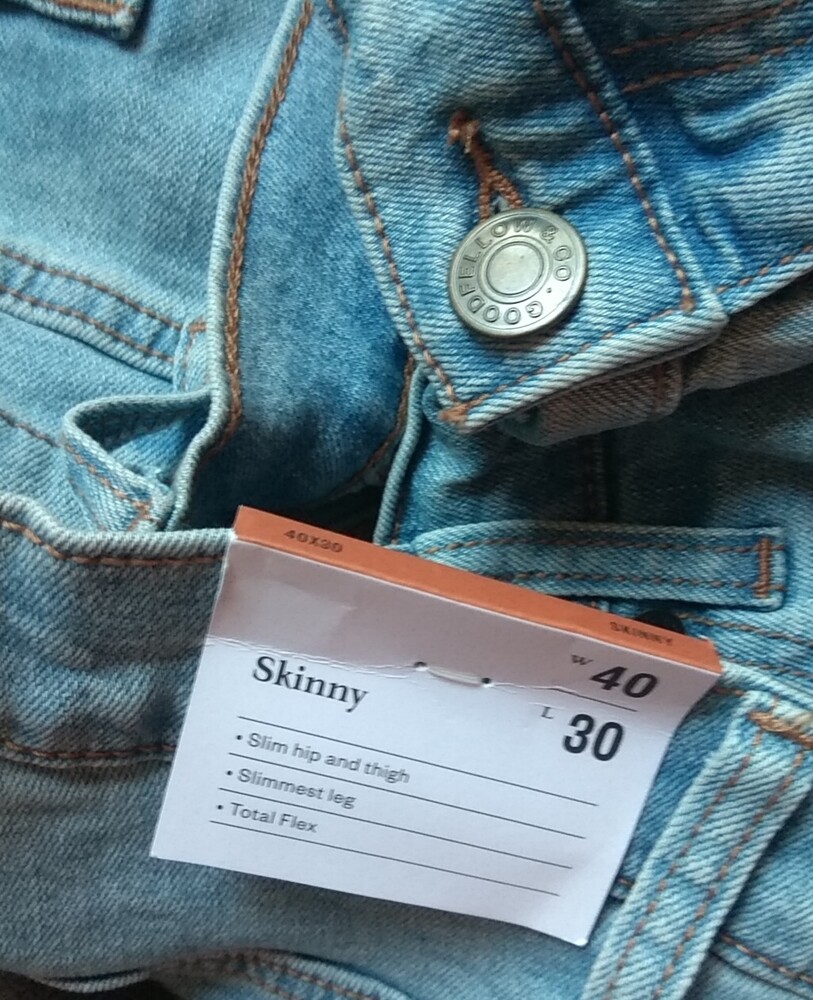 GOODFELLOW & CO.
40X30
SKINNY
Skinny
W 40
L 30
• Slim hip and thigh
• Slimmest leg
• Total Flex